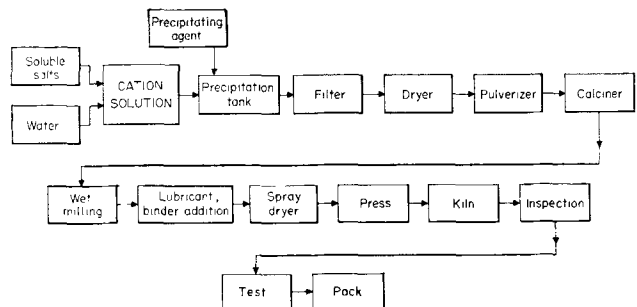 Precipitating
agent
Soluble
salts
Water
CATION
SOLUTION
Precipitation
tank
Filter
Dryer
Pulverizer
Calciner
Wet
milling
Lubricant,
binder addition
Spray
dryer
Press
Kiln
Inspection
Test
Pack